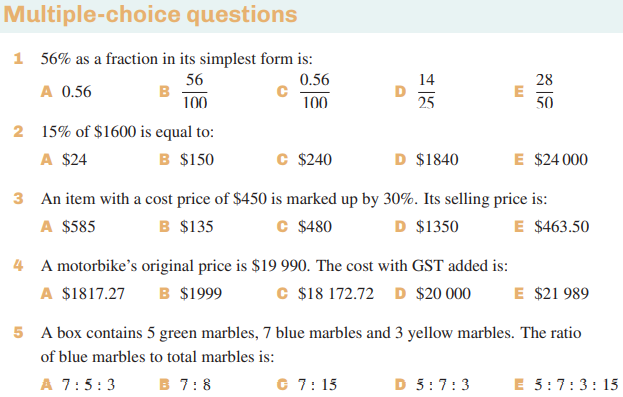 Multiple-choice questions
1 56% as a fraction in its simplest form is:
A 0.56 B 56/100 C 0.56/100 D 14/25 E 28/50
2 15% of $1600 is equal to:
A $24 B $150 C $240 D $1840 E $24 000
3 An item with a cost price of $450 is marked up by 30%. Its selling price is:
A $585 B $135 C $480 D $1350 E $463.50
4 A motorbike’s original price is $19 990. The cost with GST added is:
A $1817.27 B $1999 C $18 172.72 D $20 000 E $21 989
5 A box contains 5 green marbles, 7 blue marbles and 3 yellow marbles. The ratio
of blue marbles to total marbles is:
A 7 : 5 : 3 B 7 : 8 C 7 : 15 D 5 : 7 : 3 E 5 : 7 : 3 : 15